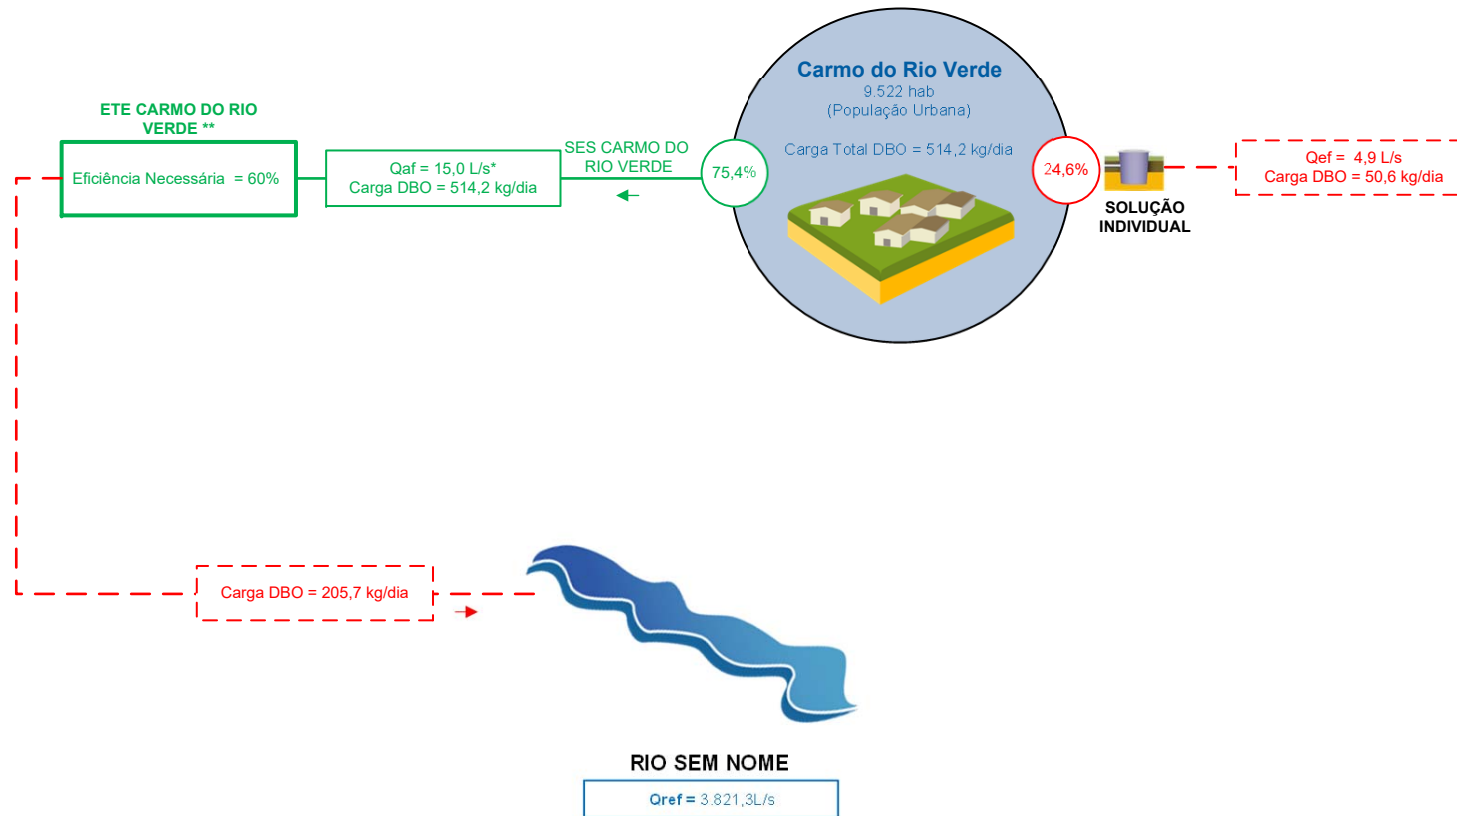 Carmo do Rio Verde
9.522 hab
(População Urbana)
Carga Total DBO = 514,2 kg/dia
ETE CARMO DO RIO
VERDE **
Eficiência Necessária = 60%
Qaf = 15,0 L/s*
Carga DBO = 514,2 kg/dia
SES CARMO DO
RIO VERDE
75,4%
24,6%
SOLUÇÃO
INDIVIDUAL
Qef = 4,9 L/s
Carga DBO = 50,6 kg/dia
Carga DBO = 205,7 kg/dia
RIO SEM NOME
Qref = 3.821,3L/s